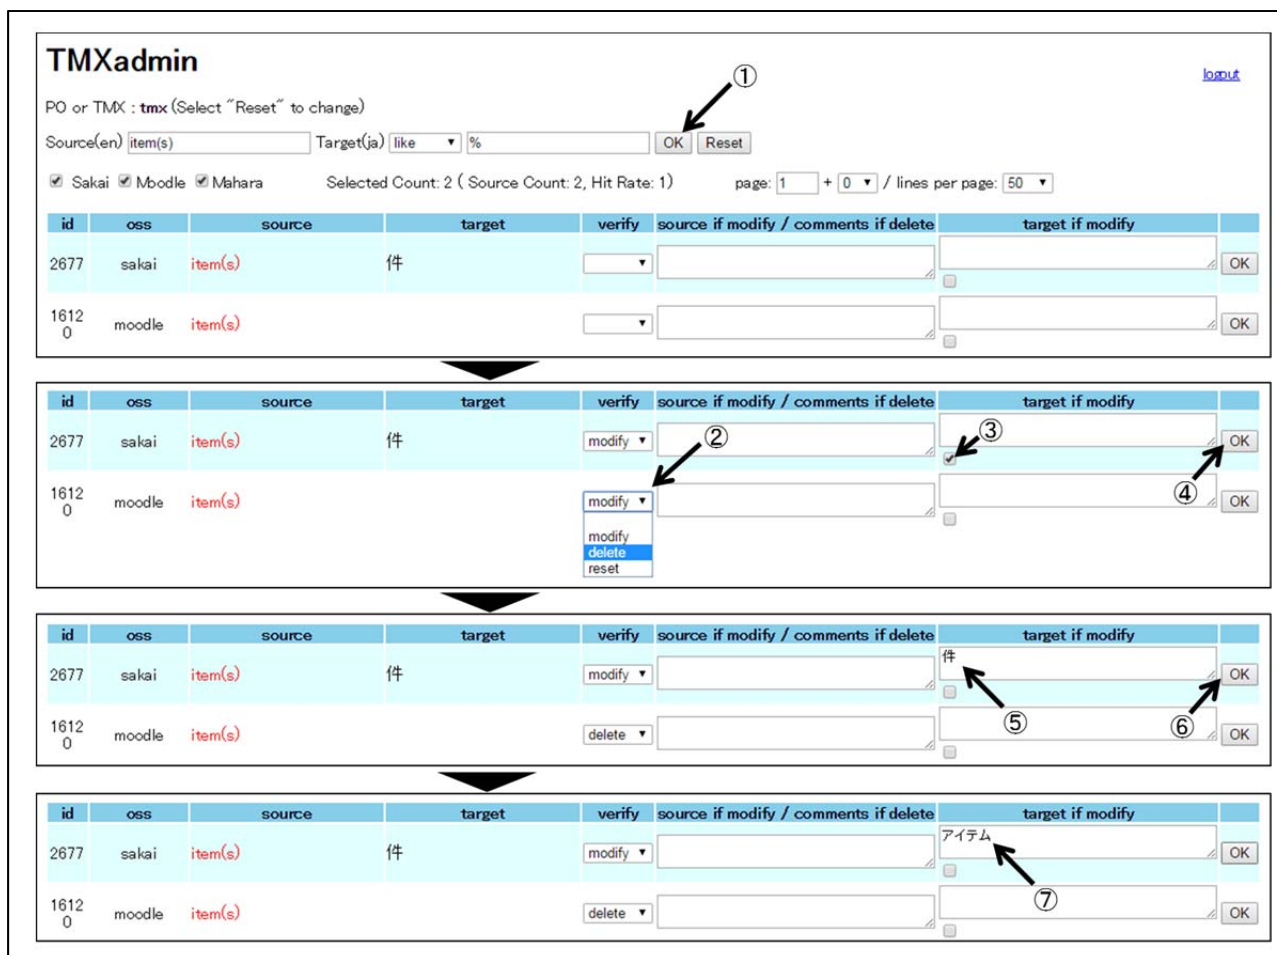 TMXadmin
logout
①
PO or TMX : tmx (Select "Reset" to change)
Source(en) item(s) Target(ja) like ▼ % OK Reset
Sakai Moodle Mahara Selected Count: 2 ( Source Count: 2, Hit Rate: 1) page: 1 + 0 ▼ / lines per page: 50 ▼
id oss source target verify source if modify / comments if delete target if modify
2677 sakai item(s) 件 ▼ OK
1612
0 moodle item(s) ▼ OK
id oss source target verify source if modify / comments if delete target if modify
2677 sakai item(s) 件 modify ▼ ② ③ OK
1612
0 moodle item(s) modify ▼ ④ OK
modify
delete
reset
id oss source target verify source if modify / comments if delete target if modify
2677 sakai item(s) 件 modify ▼ 件 OK
1612
0 moodle item(s) delete ▼ ⑤ ⑥ OK
id oss source target verify source if modify / comments if delete target if modify
2677 sakai item(s) 件 modify ▼ アイテム OK
1612
0 moodle item(s) delete ▼ ⑦ OK